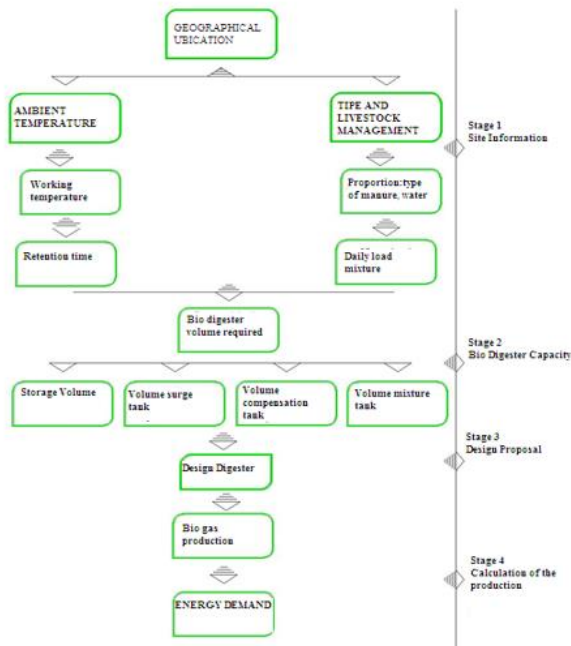 GEOGRAPHICAL
UBICATION
AMBIENT
TEMPERATURE
TIPE AND
LIVESTOCK
MANAGEMENT
Stage 1
Site Information
Working
temperature
Proportion:type
of manure, water
Retention time
Daily load
mixture
Bio digester
volume required
Stage 2
Bio Digester Capacity
Storage Volume
Volume surge
tank
Volume
compensation
tank
Volume mixture
tank
Stage 3
Design Proposal
Design Digester
Bio gas
production
Stage 4
Calculation of the
production
ENERGY DEMAND